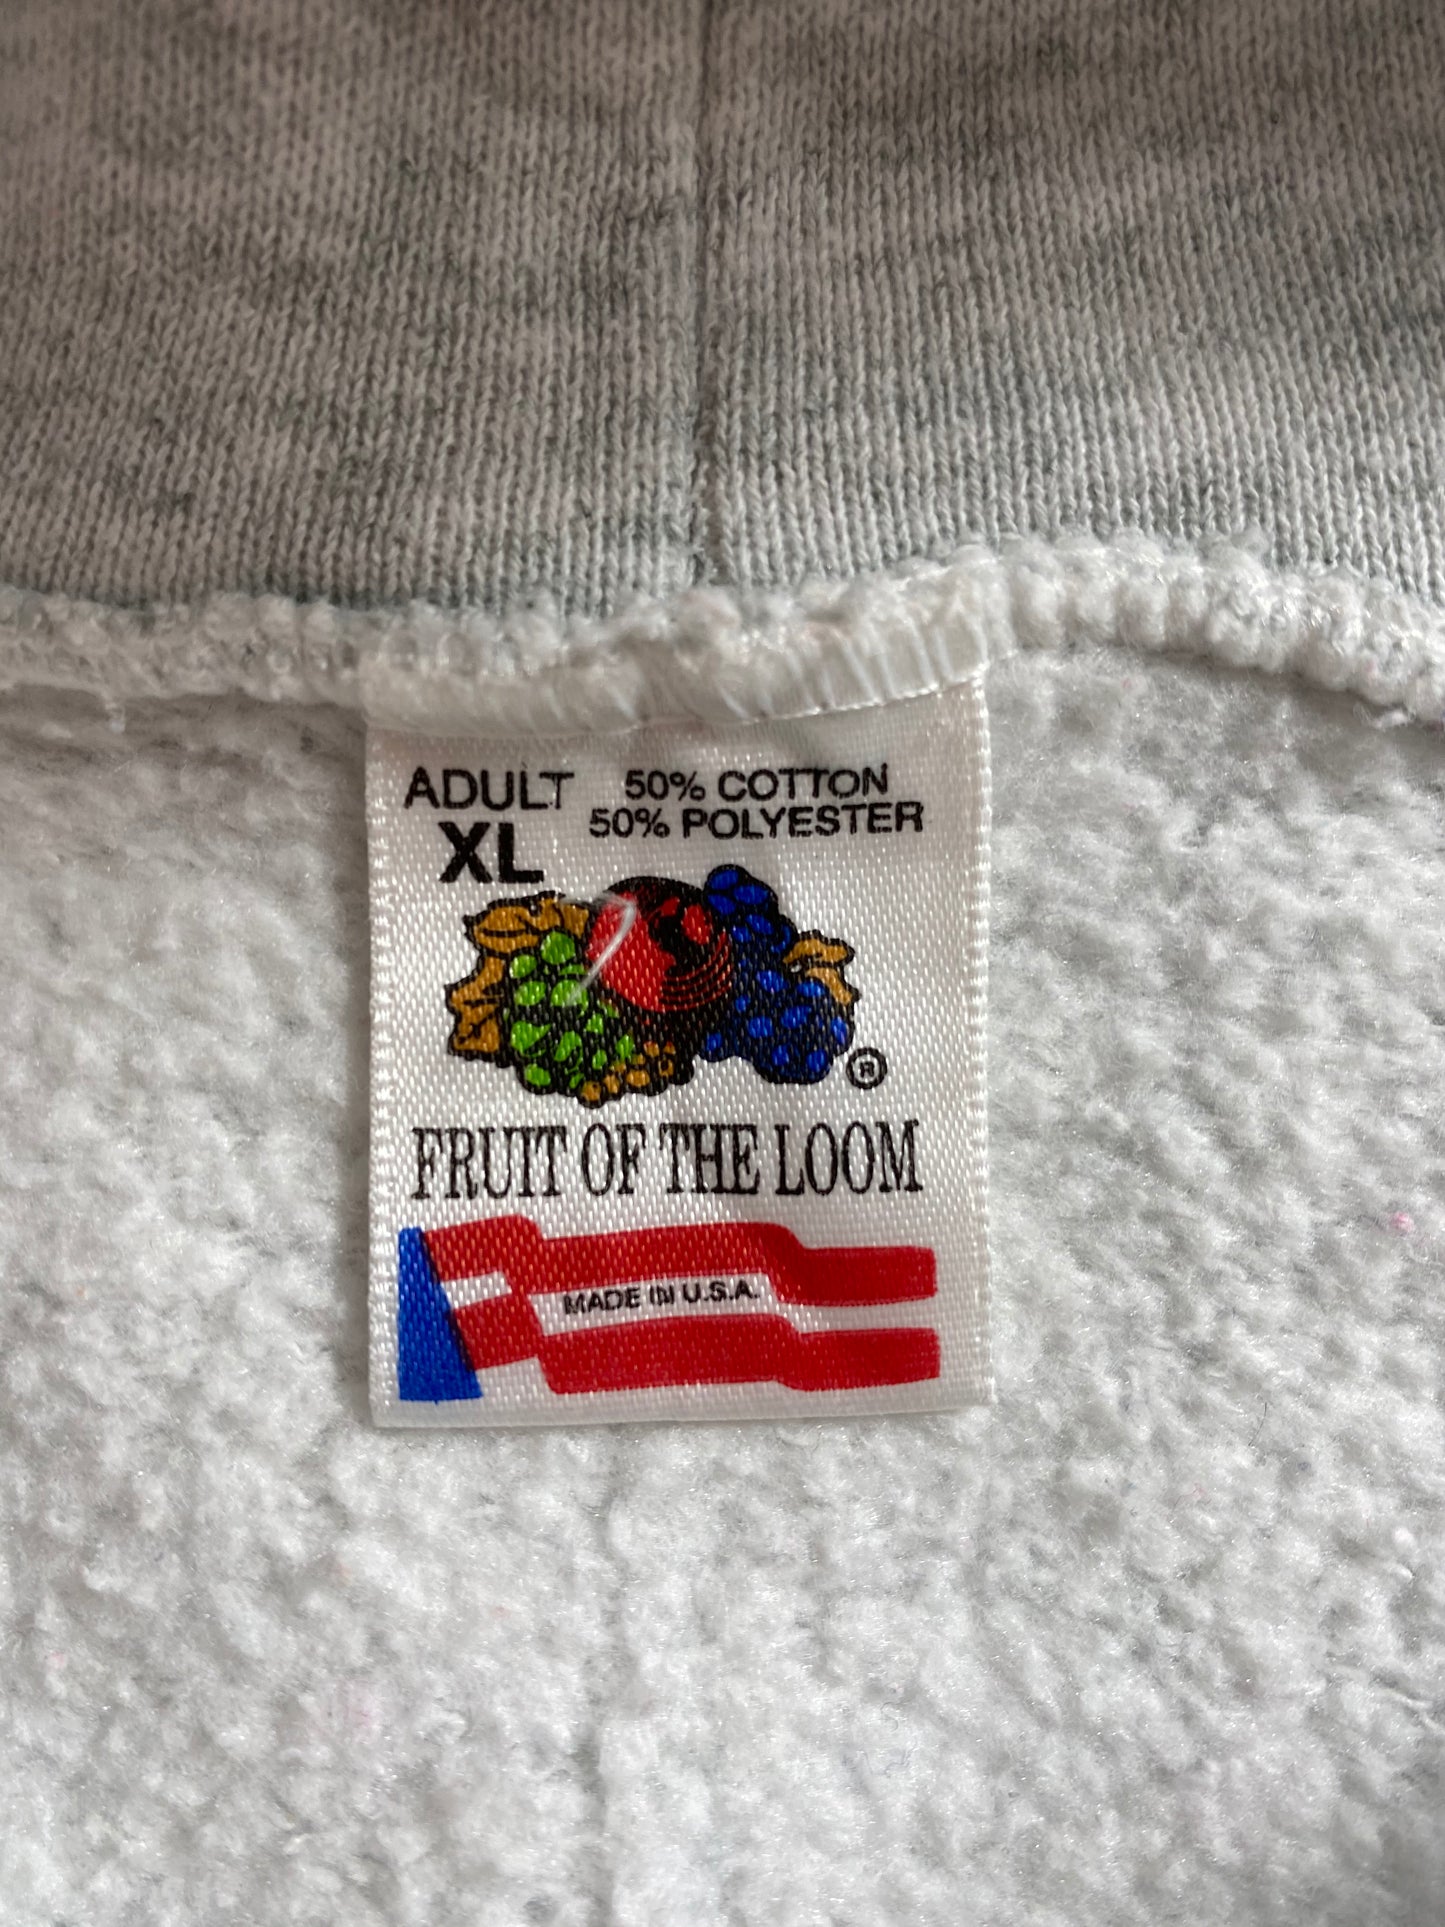 ADULT 50% COTTON
XL 50% POLYESTER
®
FRUIT OF THE LOOM
MADE IN U.S.A.